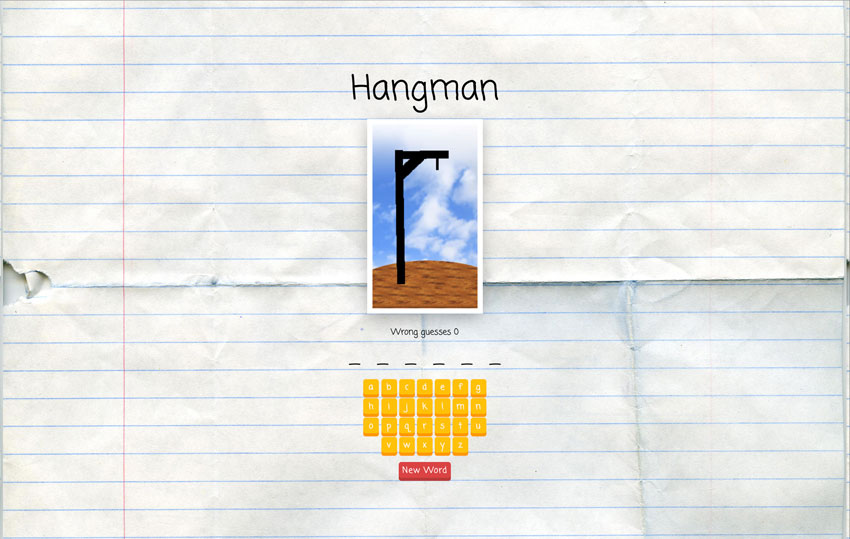 Hangman
Wrong guesses 0
_ _ _ _ _ _
a b c d e f g
h i j k l m n
o p q r s t u
v w x y z
New Word